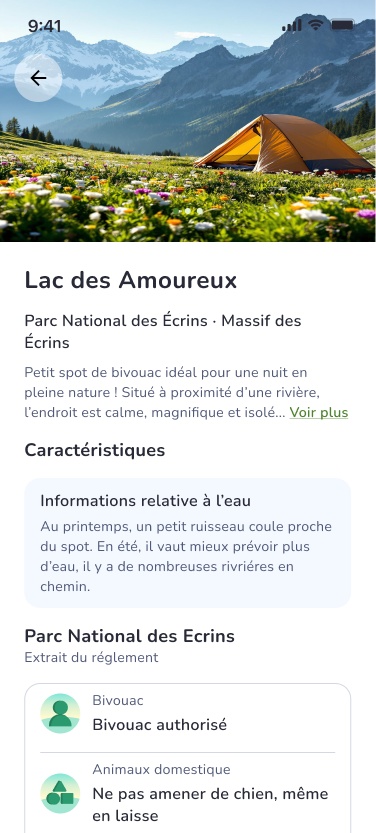 9:41
Lac des Amoureux
Parc National des Écrins · Massif des
Écrins
Petit spot de bivouac idéal pour une nuit en
pleine nature ! Situé à proximité d’une rivière,
l’endroit est calme, magnifique et isolé... Voir plus
Caractéristiques
Informations relative à l’eau
Au printemps, un petit ruisseau coule proche
du spot. En été, il vaut mieux prévoir plus
d’eau, il y a de nombreuses rivriéres en
chemin.
Parc National des Ecrins
Extrait du réglement
Bivouac
Bivouac authorisé
Animaux domestique
Ne pas amener de chien, même
en laisse